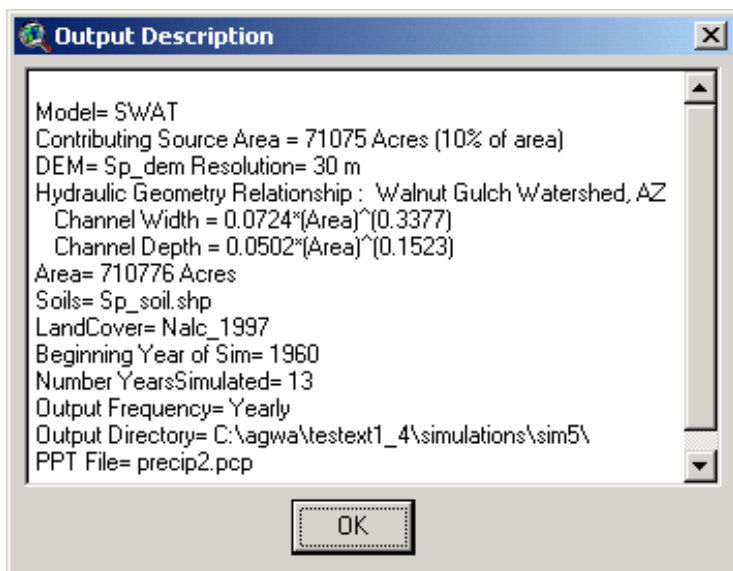 Output Description
Model= SWAT
Contributing Source Area = 71075 Acres (10% of area)
DEM= Sp_dem Resolution= 30 m
Hydraulic Geometry Relationship :  Walnut Gulch Watershed, AZ
Channel Width = 0.0724*(Area)^(0.3377)
Channel Depth = 0.0502*(Area)^(0.1523)
Area= 710776 Acres
Soils= Sp_soil.shp
LandCover= Nalc_1997
Beginning Year of Sim= 1960
Number YearsSimulated= 13
Output Frequency= Yearly
Output Directory= C:\agwa\testext1_4\simulations\sim5\
PPT File= precip2.pcp
OK